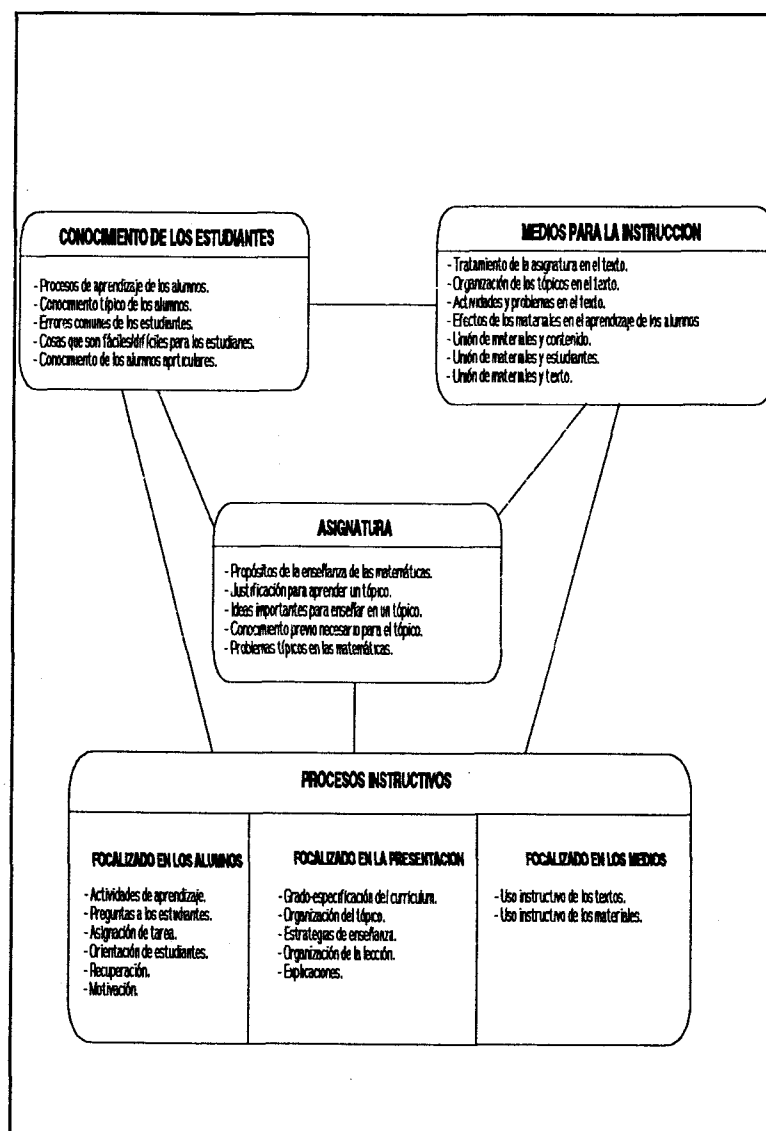 CONOCIMIENTO DE LOS ESTUDIANTES
- Procesos de aprendizaje de los alumnos.
- Conocimiento típico de los alumnos.
- Errores comunes de los estudiantes.
- Cosas que son fáciles/difíciles para los estudianes.
- Conocimiento de los alumnos aprticulares.
MEDIOS PARA LA INSTRUCCION
- Tratamiento de la asignatura en el texto.
- Organización de los tópicos en el texto.
- Actividades y problemas en el texto.
- Efectos de los materiales en el aprendizaje de los alumnos
- Unión de materiales y contenido.
- Unión de materiales y estudiantes.
- Unión de materiales y texto.
ASIGNATURA
- Propósitos de la enseñanza de las matemáticas.
- Justificación para aprender un tópico.
- Ideas importantes para enseñar en un tópico.
- Conocimiento previo necesario para el tópico.
- Problemas típicos en las matemáticas.
PROCESOS INSTRUCTIVOS
FOCALIZADO EN LOS ALUMNOS
- Actividades de aprendizaje.
- Preguntas a los estudiantes.
- Asignación de tarea.
- Orientación de estudiantes.
- Recuperación.
- Motivación.
FOCALIZADO EN LA PRESENTACION
- Grado-especificación del currículum.
- Organización del tópico.
- Estrategias de enseñanza.
- Organización de la lección.
- Explicaciones.
FOCALIZADO EN LOS MEDIOS
- Uso instructivo de los textos.
- Uso instructivo de los materiales.